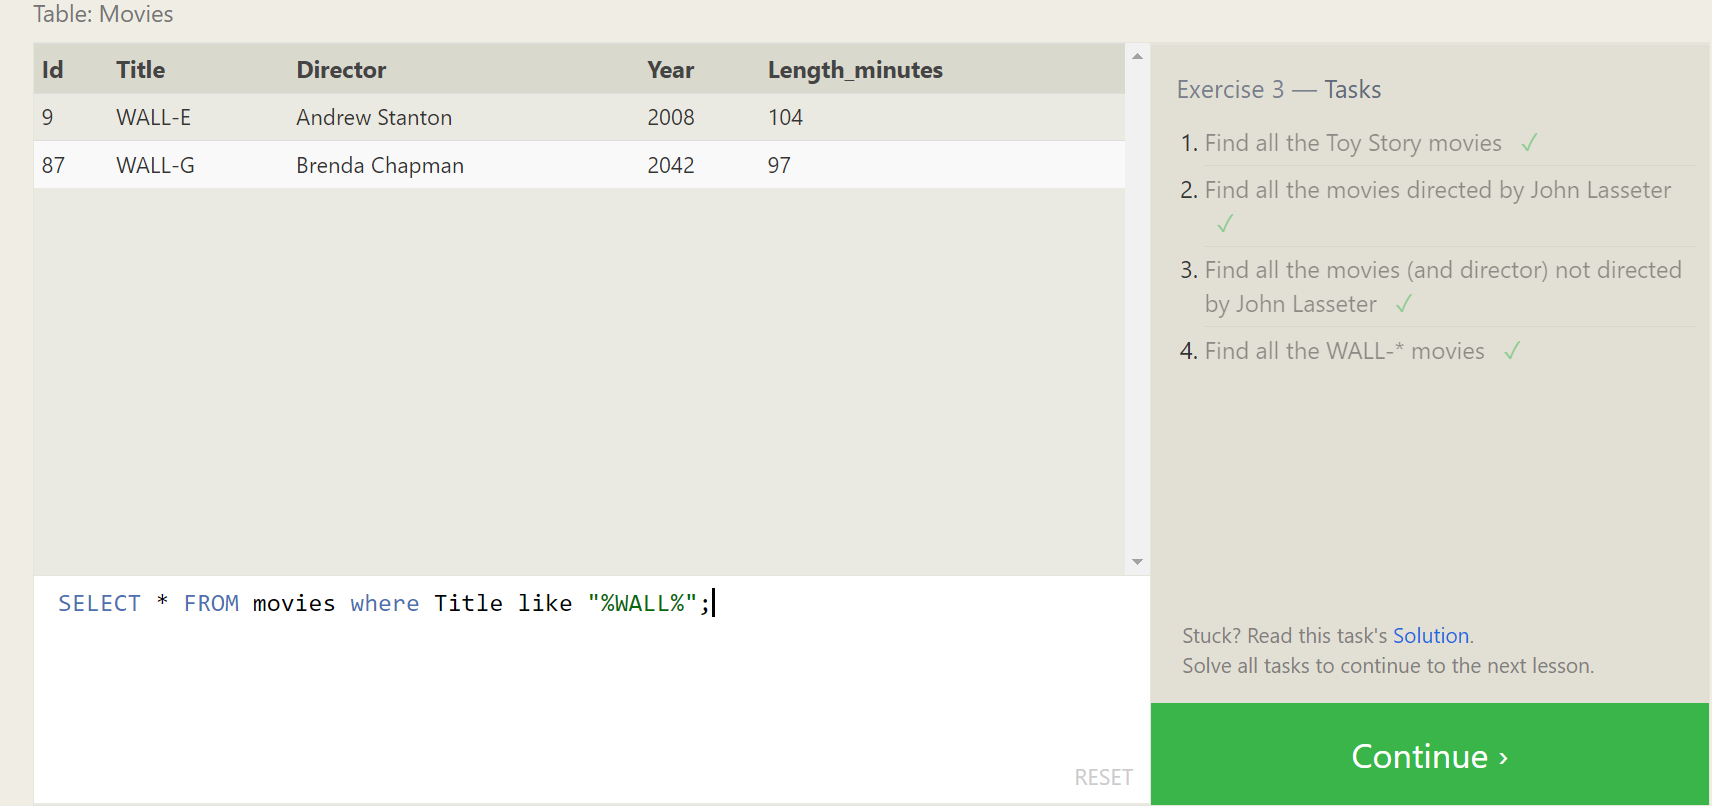 Table: Movies
Id Title Director Year Length_minutes
9 WALL-E Andrew Stanton 2008 104
87 WALL-G Brenda Chapman 2042 97
SELECT * FROM movies where Title like "%WALL%";
RESET
Exercise 3 — Tasks
1. Find all the Toy Story movies ✓
2. Find all the movies directed by John Lasseter
✓
3. Find all the movies (and director) not directed
by John Lasseter ✓
4. Find all the WALL-* movies ✓
Stuck? Read this task's Solution.
Solve all tasks to continue to the next lesson.
Continue ›